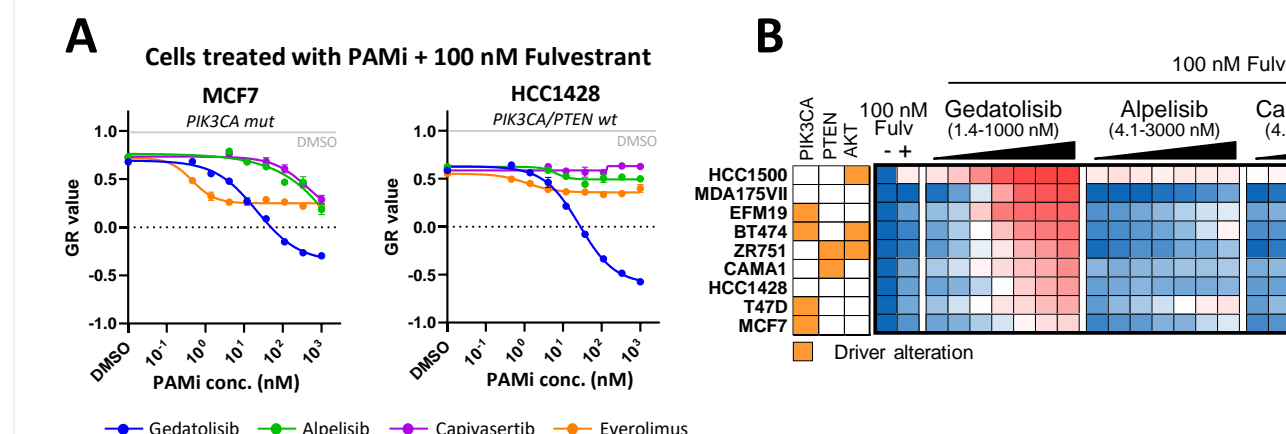 A
Cells treated with PAMi + 100 nM Fulvestrant
MCF7
PIK3CA mut
DMSO
1.0
0.5
0.0
-0.5
-1.0
GR value
DMSO 10-1 10⁰ 10¹ 10² 10³
PAMi conc. (nM)
HCC1428
PIK3CA/PTEN wt
DMSO
1.0
0.5
0.0
-0.5
-1.0
GR value
DMSO 10-1 10⁰ 10¹ 10² 10³
PAMi conc. (nM)
Gedatolisib Alpelisib Capivasertib Everolimus
B
100 nM Fulv
PIK3CA
PTEN
AKT
100 nM
Fulv
- +
Gedatolisib
(1.4-1000 nM)
Alpelisib
(4.1-3000 nM)
Ca
(4.
HCC1500
MDA175VII
EFM19
BT474
ZR751
CAMA1
HCC1428
T47D
MCF7
Driver alteration